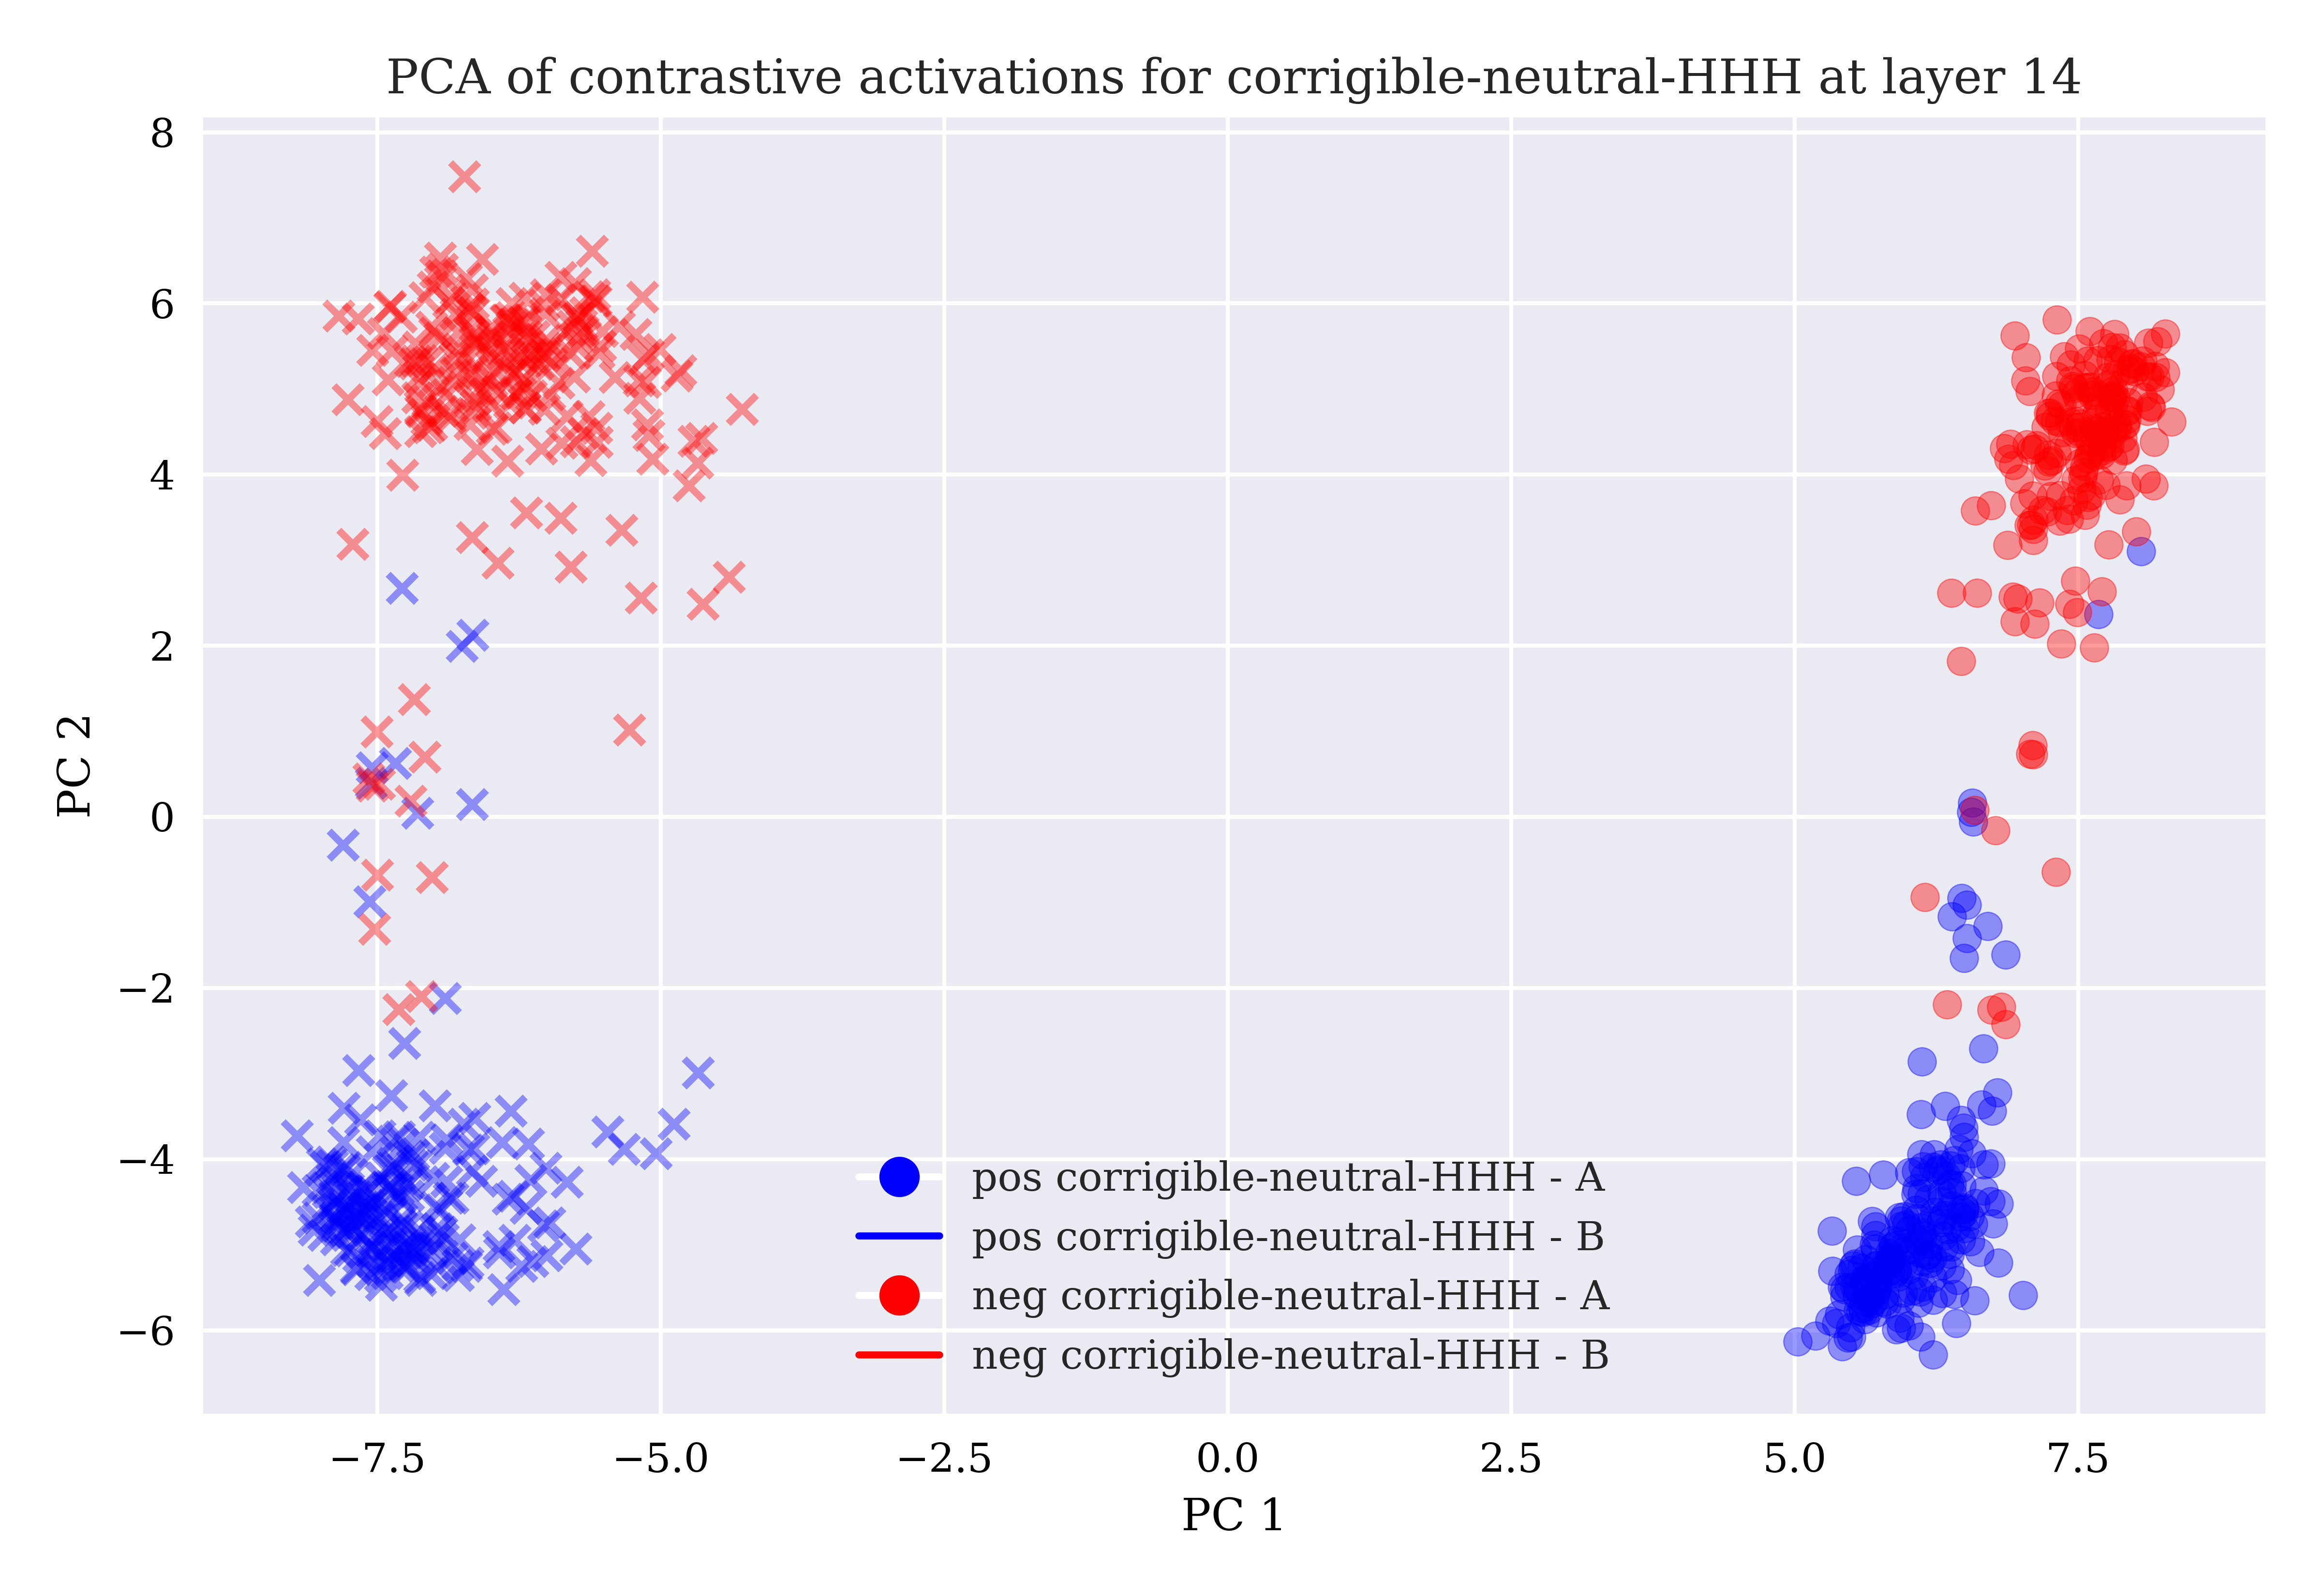 PCA of contrastive activations for corrigible-neutral-HHH at layer 14
8
6
4
2
0
−2
−4
−6
PC 2
pos corrigible-neutral-HHH - A
pos corrigible-neutral-HHH - B
neg corrigible-neutral-HHH - A
neg corrigible-neutral-HHH - B
−7.5 −5.0 −2.5 0.0 2.5 5.0 7.5
PC 1